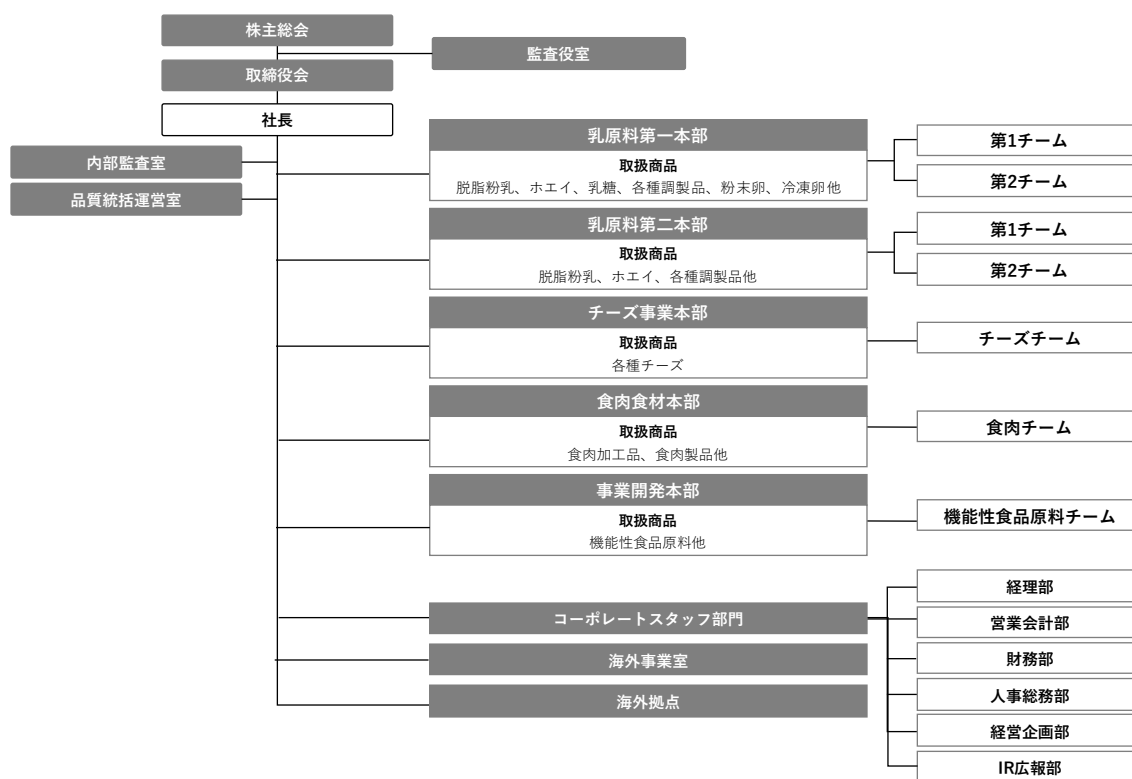 株主総会
監査役室
取締役会
社長
内部監査室
品質統括運営室
乳原料第一本部
取扱商品
脱脂粉乳、ホエイ、乳糖、各種調製品、粉末卵、冷凍卵他
第1チーム
第2チーム
乳原料第二本部
取扱商品
脱脂粉乳、ホエイ、各種調製品他
第1チーム
第2チーム
チーズ事業本部
取扱商品
各種チーズ
チーズチーム
食肉食材本部
取扱商品
食肉加工品、食肉製品他
食肉チーム
事業開発本部
取扱商品
機能性食品原料他
機能性食品原料チーム
コーポレートスタッフ部門
経理部
営業会計部
財務部
人事総務部
経営企画部
IR広報部
海外事業室
海外拠点